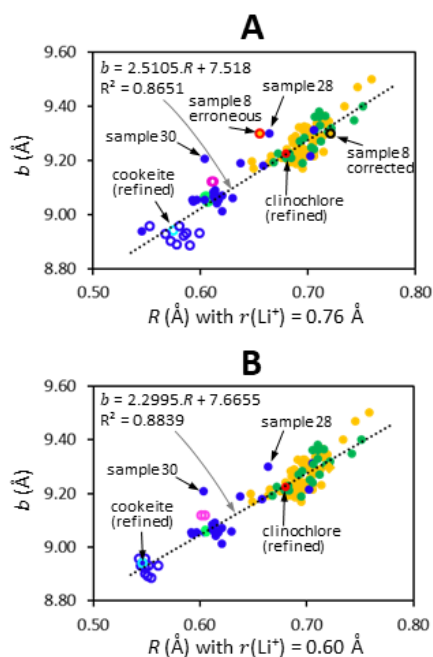 A
9.60
9.40
9.20
9.00
8.80
b (Å)
b = 2.5105.R + 7.518
R² = 0.8651
sample 8
erroneous
sample 28
sample 30
cookeite
(refined)
clinochlore
(refined)
sample 8
corrected
0.50
0.60
0.70
0.80
R (Å) with r(Li⁺) = 0.76 Å
B
9.60
9.40
9.20
9.00
8.80
b (Å)
b = 2.2995.R + 7.6655
R² = 0.8839
sample 28
sample 30
cookeite
(refined)
clinochlore
(refined)
0.50
0.60
0.70
0.80
R (Å) with r(Li⁺) = 0.60 Å